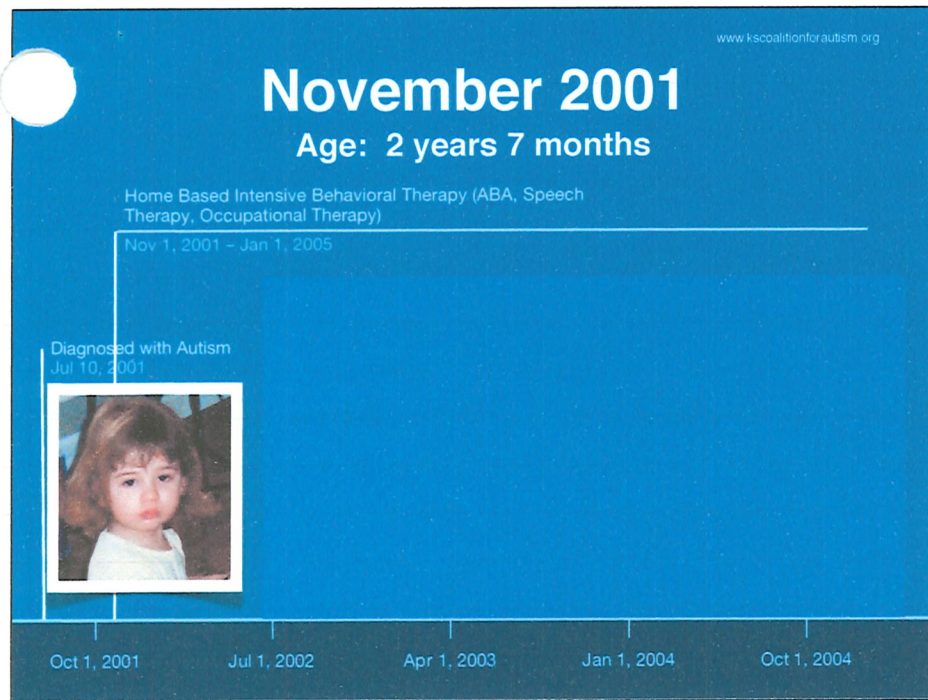 www.kscoalitionforautism.org
November 2001
Age: 2 years 7 months
Home Based Intensive Behavioral Therapy (ABA, Speech
Therapy, Occupational Therapy)
Nov 1, 2001 – Jan 1, 2005
Diagnosed with Autism
Jul 10, 2001
Oct 1, 2001
Jul 1, 2002
Apr 1, 2003
Jan 1, 2004
Oct 1, 2004